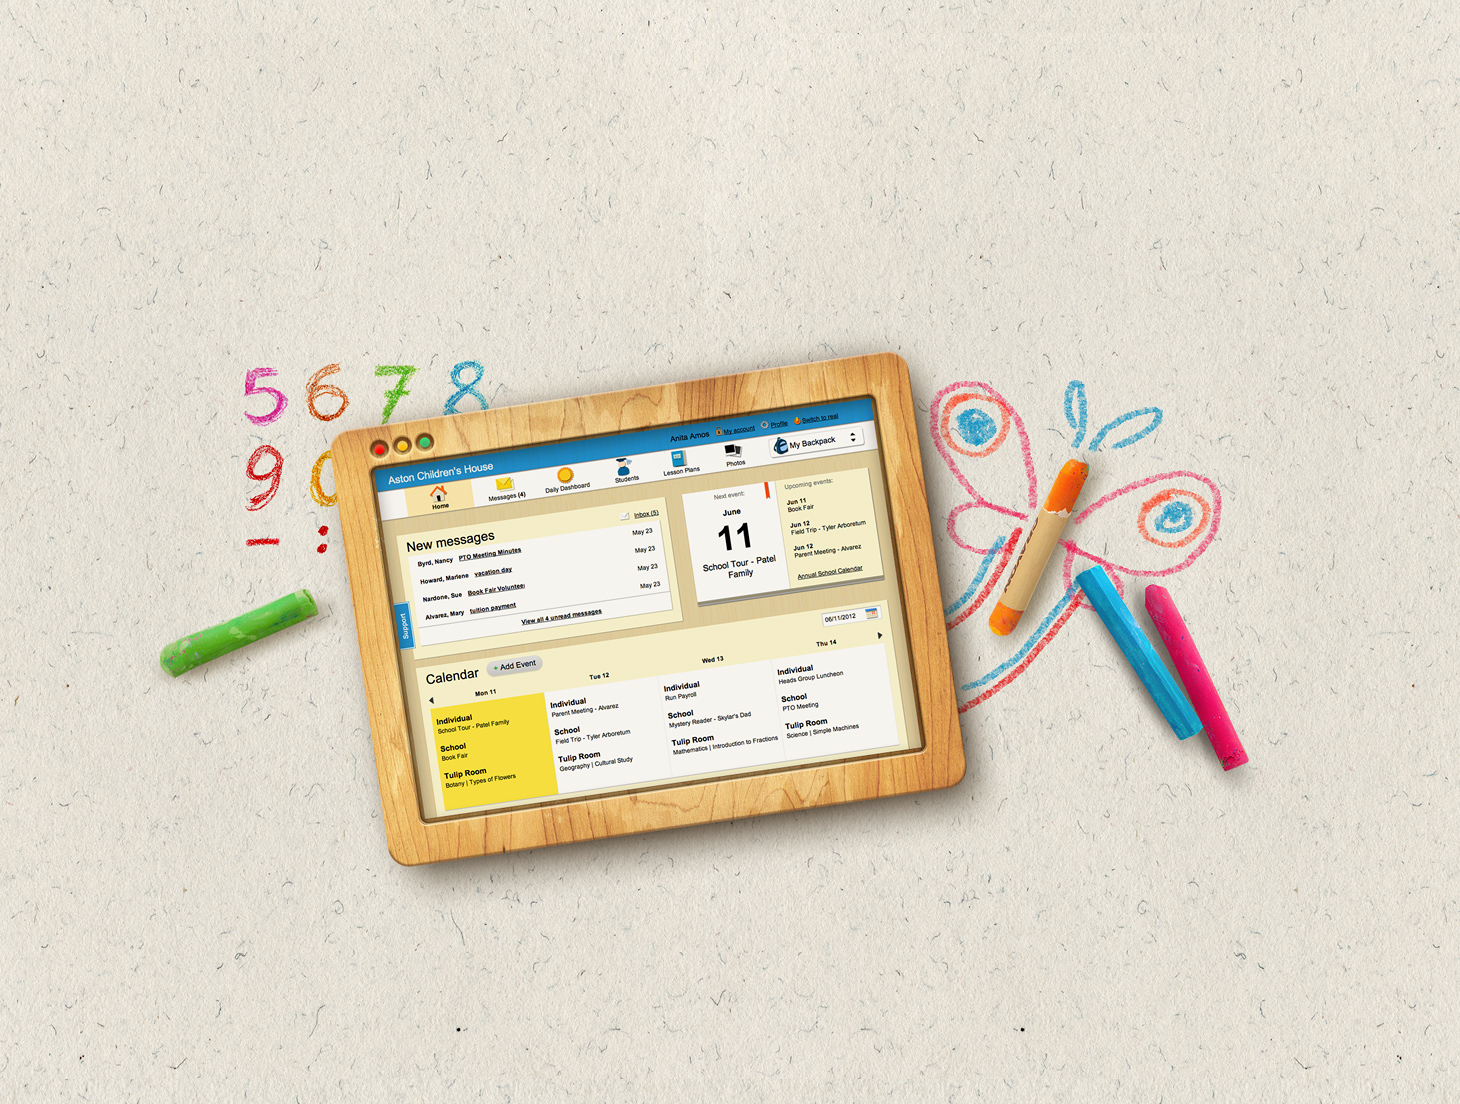 5 6 7 8
9 0
Anita Amos My account Profile Switch to real
Aston Children's House
Home Messages (4) Daily Dashboard Students Lesson Plans Photos My Backpack
New messages
Inbox (5)
Byrd, Nancy PTO Meeting Minutes May 23
Howard, Marlene vacation day May 23
Nardone, Sue Book Fair Volunteer May 23
Alvarez, Mary tuition payment May 23
View all 4 unread messages
Next event:
June
11
School Tour - Patel
Family
Upcoming events:
Jun 11
Book Fair
Jun 12
Field Trip - Tyler Arboretum
Jun 12
Parent Meeting - Alvarez
Annual School Calendar
Support
Calendar + Add Event
06/11/2012
Mon 11
Individual
School Tour - Patel Family
School
Book Fair
Tulip Room
Botany | Types of Flowers
Tue 12
Individual
Parent Meeting - Alvarez
School
Field Trip - Tyler Arboretum
Tulip Room
Geography | Cultural Study
Wed 13
Individual
Run Payroll
School
Mystery Reader - Skylar's Dad
Tulip Room
Mathematics | Introduction to Fractions
Thu 14
Individual
Heads Group Luncheon
School
PTO Meeting
Tulip Room
Science | Simple Machines